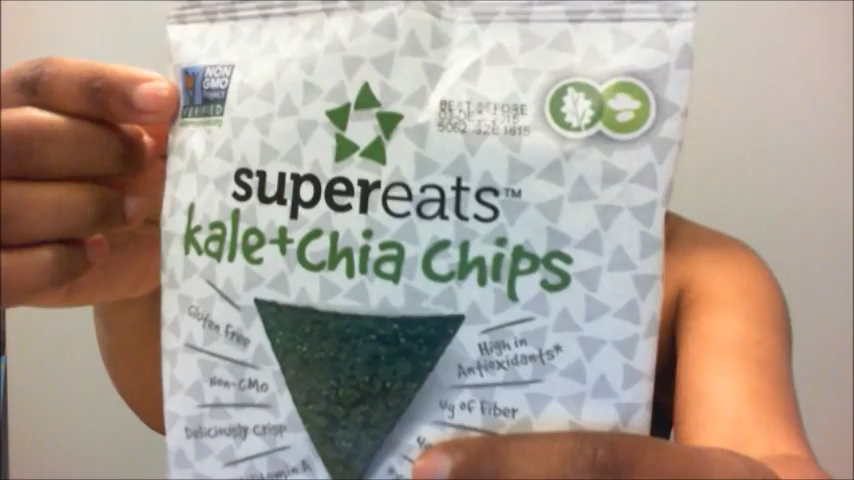 NON
GMO
VERIFIED
BEST BEFORE
supereats™
kale+chia chips
Gluten Free
Non-GMO
Deliciously Crisp
High in
Antioxidants*
of Fiber